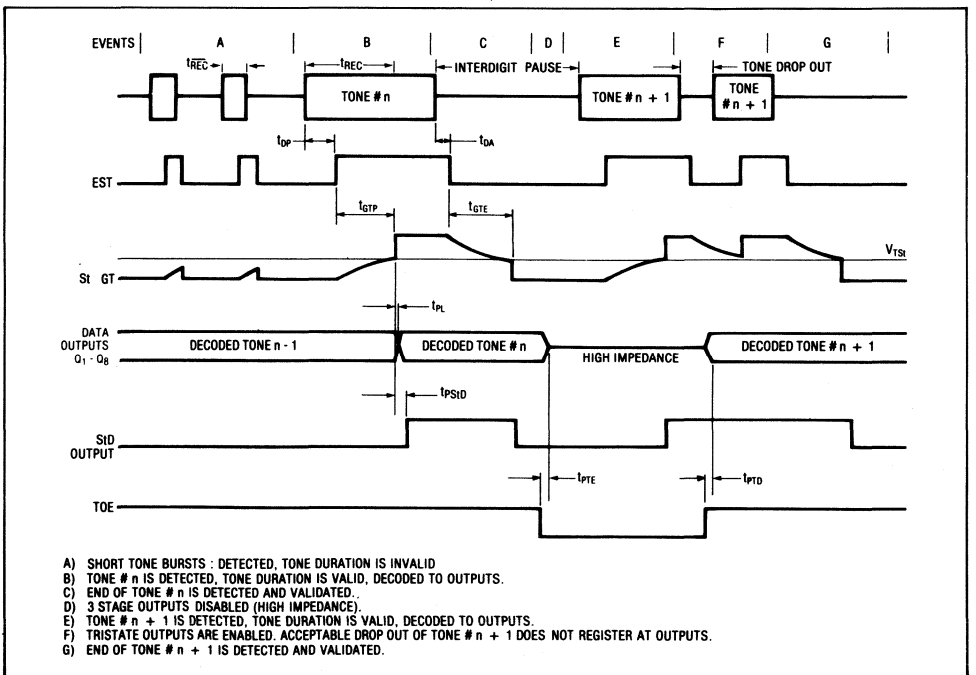 EVENTS A B C D E F G
tREC tREC INTERDIGIT PAUSE TONE DROP OUT
TONE #n TONE #n + 1 TONE #n + 1
tDP tDA
EST
tGTP tGTE
VTSt
St GT
tPL
DATA OUTPUTS Q1 - Q8
DECODED TONE n - 1 DECODED TONE #n HIGH IMPEDANCE DECODED TONE #n + 1
tPStD
StD OUTPUT
tPTE tPTD
TOE
A) SHORT TONE BURSTS : DETECTED, TONE DURATION IS INVALID
B) TONE #n IS DETECTED, TONE DURATION IS VALID, DECODED TO OUTPUTS.
C) END OF TONE #n IS DETECTED AND VALIDATED.
D) 3 STAGE OUTPUTS DISABLED (HIGH IMPEDANCE).
E) TONE #n + 1 IS DETECTED, TONE DURATION IS VALID, DECODED TO OUTPUTS.
F) TRISTATE OUTPUTS ARE ENABLED. ACCEPTABLE DROP OUT OF TONE #n + 1 DOES NOT REGISTER AT OUTPUTS.
G) END OF TONE #n + 1 IS DETECTED AND VALIDATED.